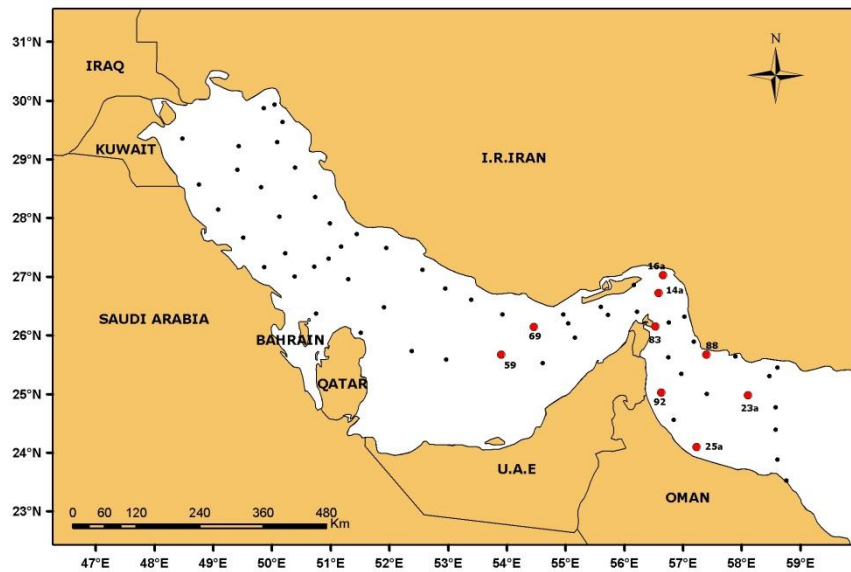 N
31°N
IRAQ
30°N
KUWAIT
29°N
I.R.IRAN
28°N
27°N
16a
14a
SAUDI ARABIA
26°N
BAHRAIN
69
83
88
59
QATAR
25°N
92
23a
24°N
25a
U.A.E
OMAN
23°N
0 60 120 240 360 480
Km
47°E 48°E 49°E 50°E 51°E 52°E 53°E 54°E 55°E 56°E 57°E 58°E 59°E